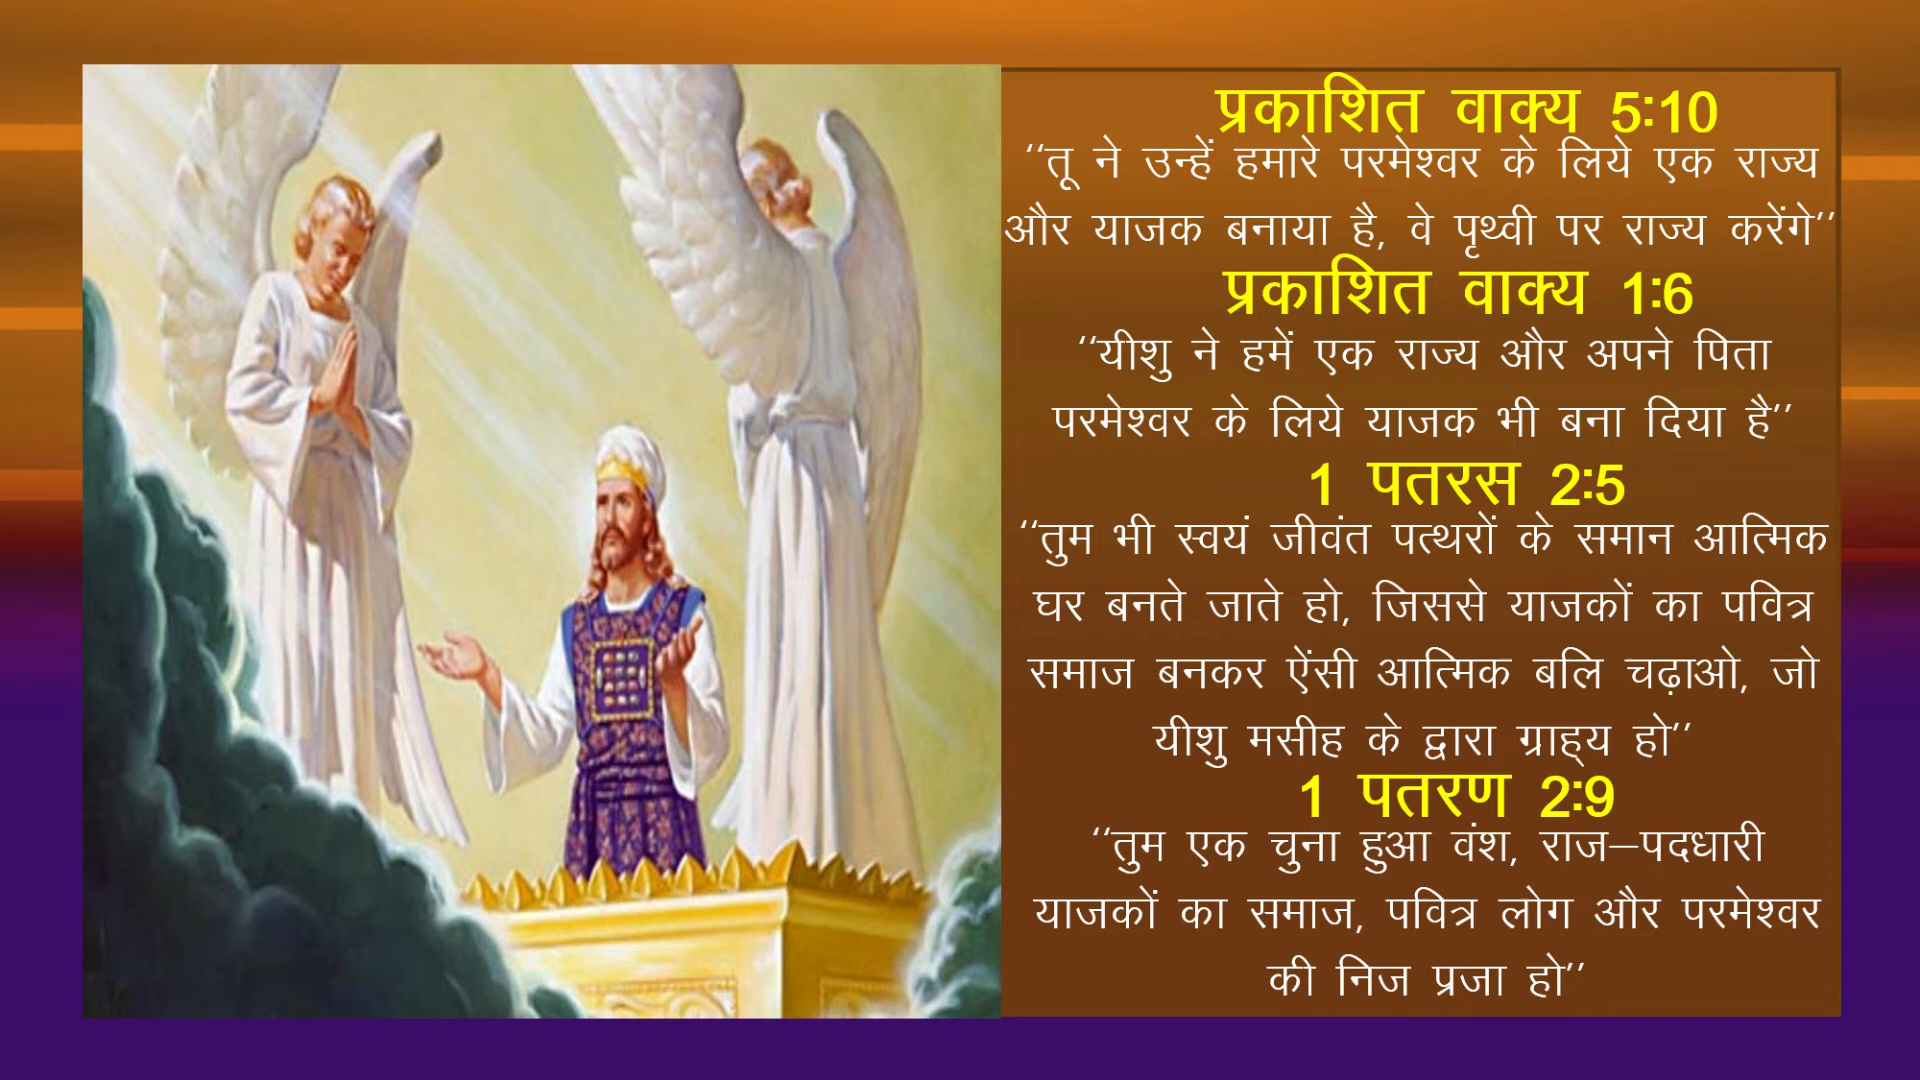 प्रकाशित वाक्य 5:10
‘‘तू ने उन्हें हमारे परमेश्वर के लिये एक राज्य
और याजक बनाया है, वे पृथ्वी पर राज्य करेंगे’’
प्रकाशित वाक्य 1:6
‘‘यीशु ने हमें एक राज्य और अपने पिता
परमेश्वर के लिये याजक भी बना दिया है’’
1 पतरस 2:5
‘‘तुम भी स्वयं जीवंत पत्थरों के समान आत्मिक
घर बनते जाते हो, जिससे याजकों का पवित्र
समाज बनकर ऐंसी आत्मिक बलि चढ़ाओ, जो
यीशु मसीह के द्वारा ग्राह्य हो’’
1 पतरण 2:9
‘‘तुम एक चुना हुआ वंश, राज–पदधारी
याजकों का समाज, पवित्र लोग और परमेश्वर
की निज प्रजा हो’’